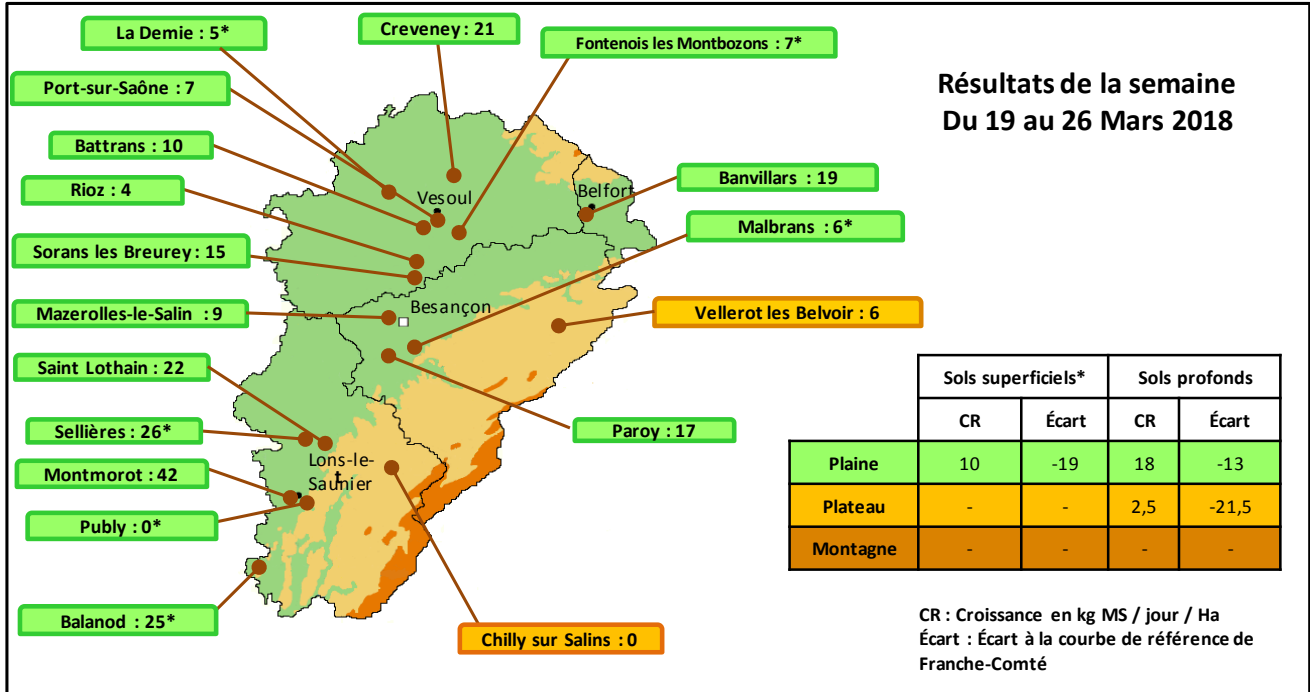 La Demie : 5*
Creveney : 21
Fontenois les Montbozons : 7*
Port-sur-Saône : 7
Battrans : 10
Rioz : 4
Sorans les Breurey : 15
Mazerolles-le-Salin : 9
Saint Lothain : 22
Sellières : 26*
Montmorot : 42
Publy : 0*
Balanod : 25*
Vesoul
Belfort
Besançon
Lons-le-
Saunier
Banvillars : 19
Malbrans : 6*
Vellerot les Belvoir : 6
Paroy : 17
Chilly sur Salins : 0
Résultats de la semaine
Du 19 au 26 Mars 2018
Sols superficiels* Sols profonds
CR Écart CR Écart
Plaine 10 -19 18 -13
Plateau - - 2,5 -21,5
Montagne - - - -
CR : Croissance en kg MS / jour / Ha
Écart : Écart à la courbe de référence de
Franche-Comté